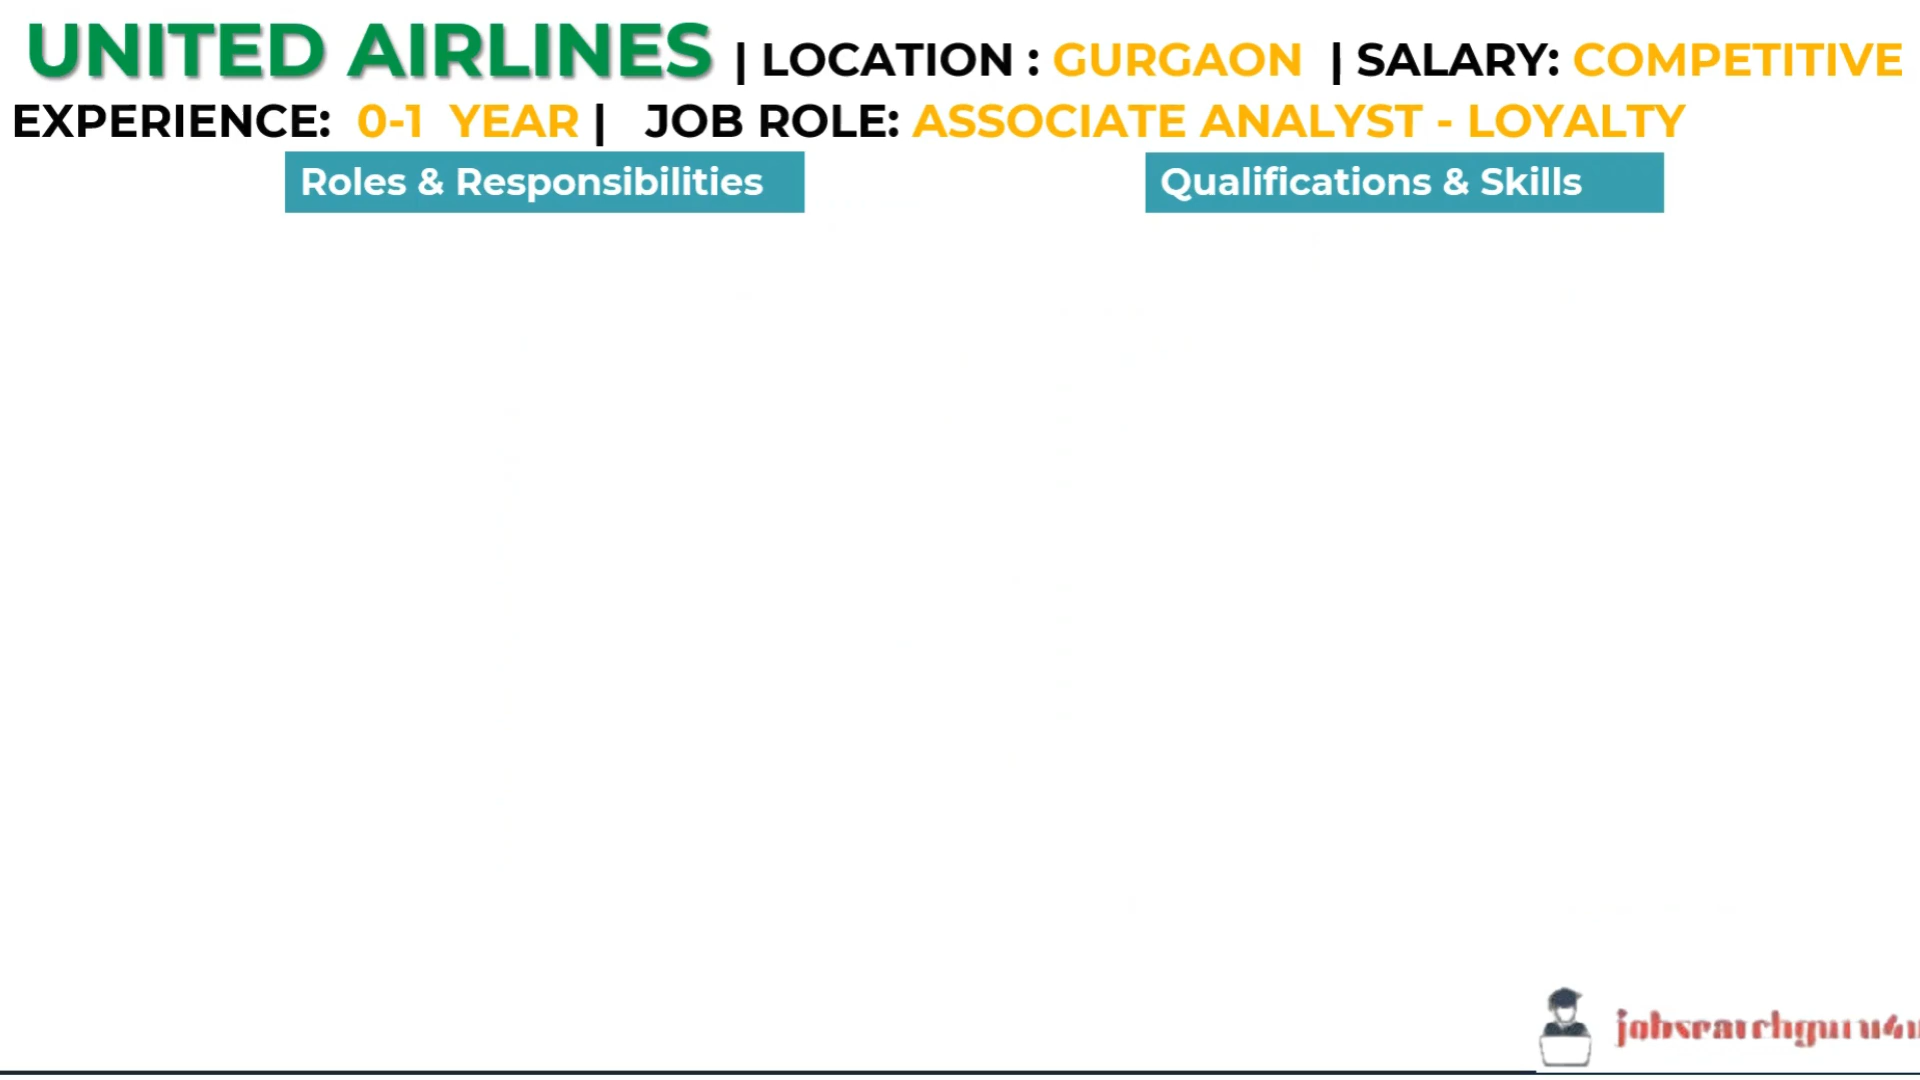 UNITED AIRLINES | LOCATION : GURGAON | SALARY: COMPETITIVE
EXPERIENCE: 0-1 YEAR | JOB ROLE: ASSOCIATE ANALYST - LOYALTY
Roles & Responsibilities
Qualifications & Skills
jobsearchguru4u